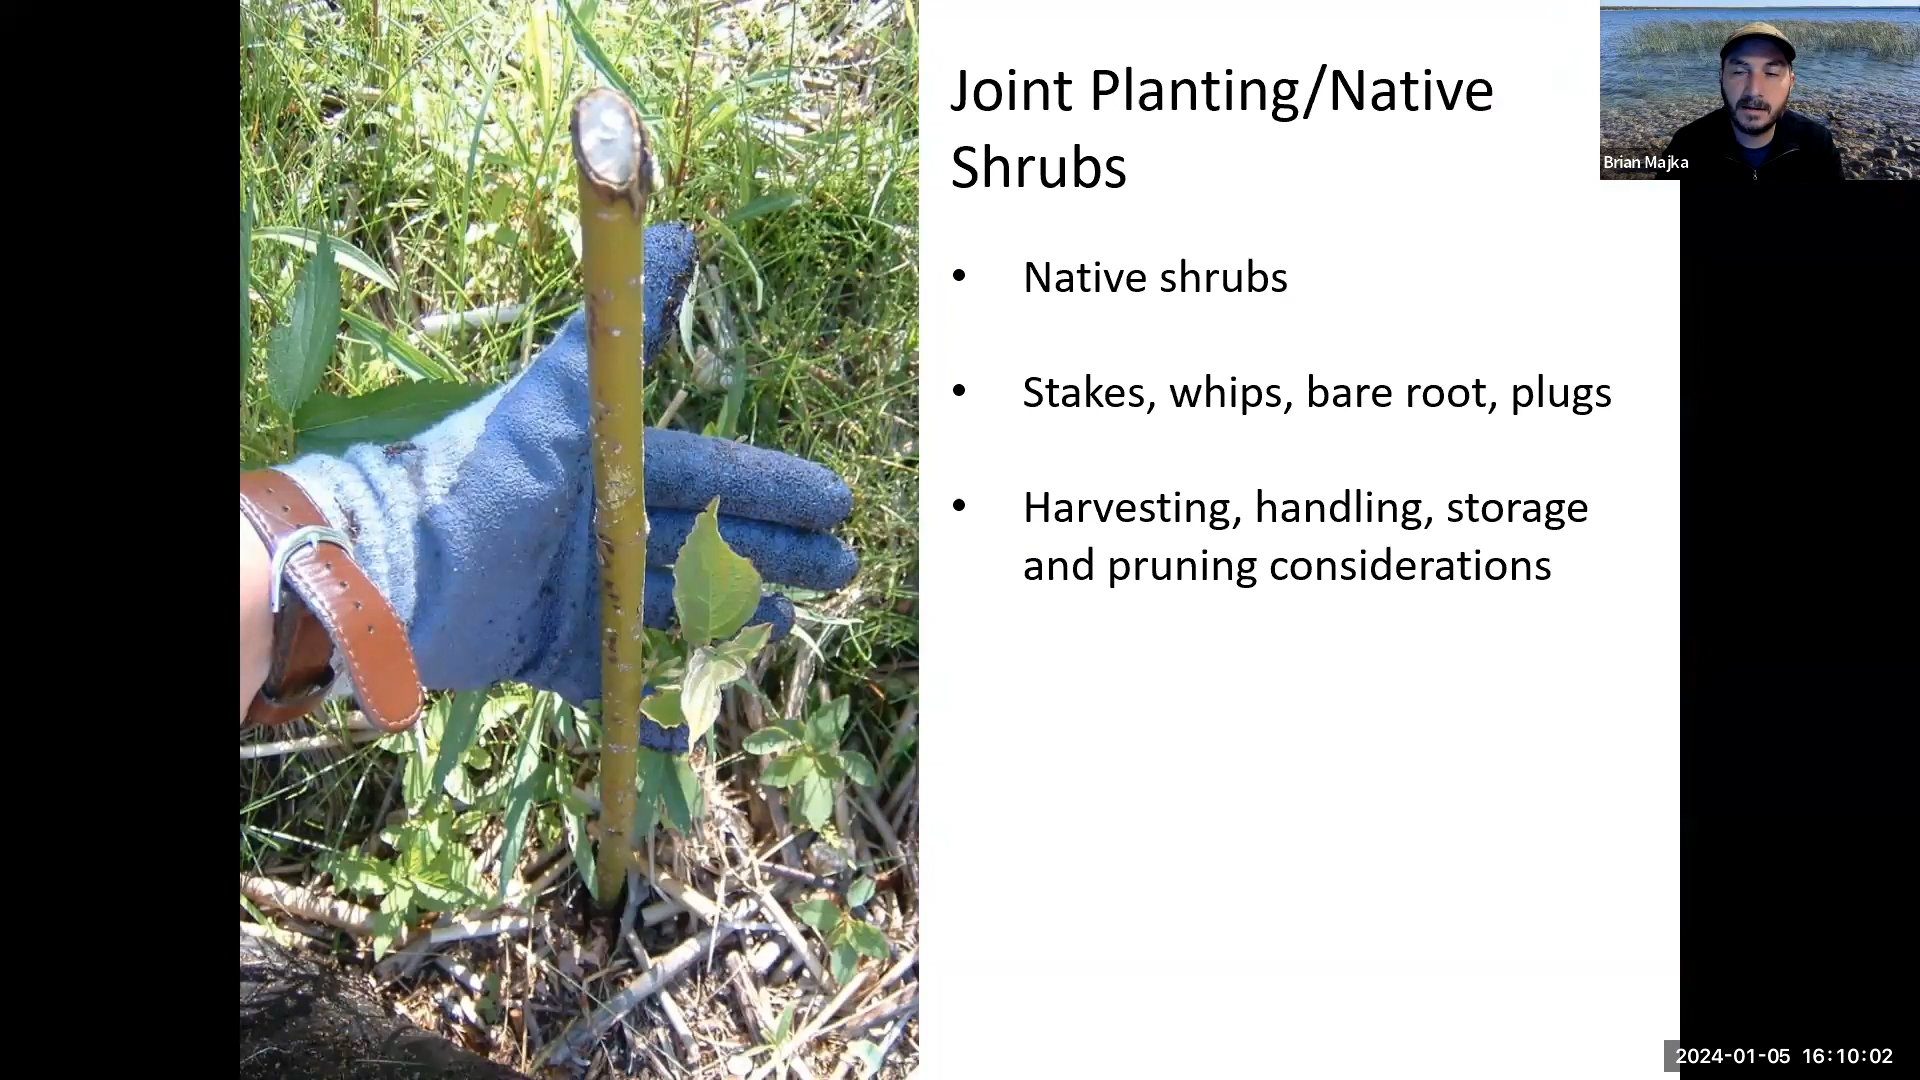 Joint Planting/Native
Shrubs
• Native shrubs
• Stakes, whips, bare root, plugs
• Harvesting, handling, storage
and pruning considerations
Brian Majka
2024-01-05 16:10:02